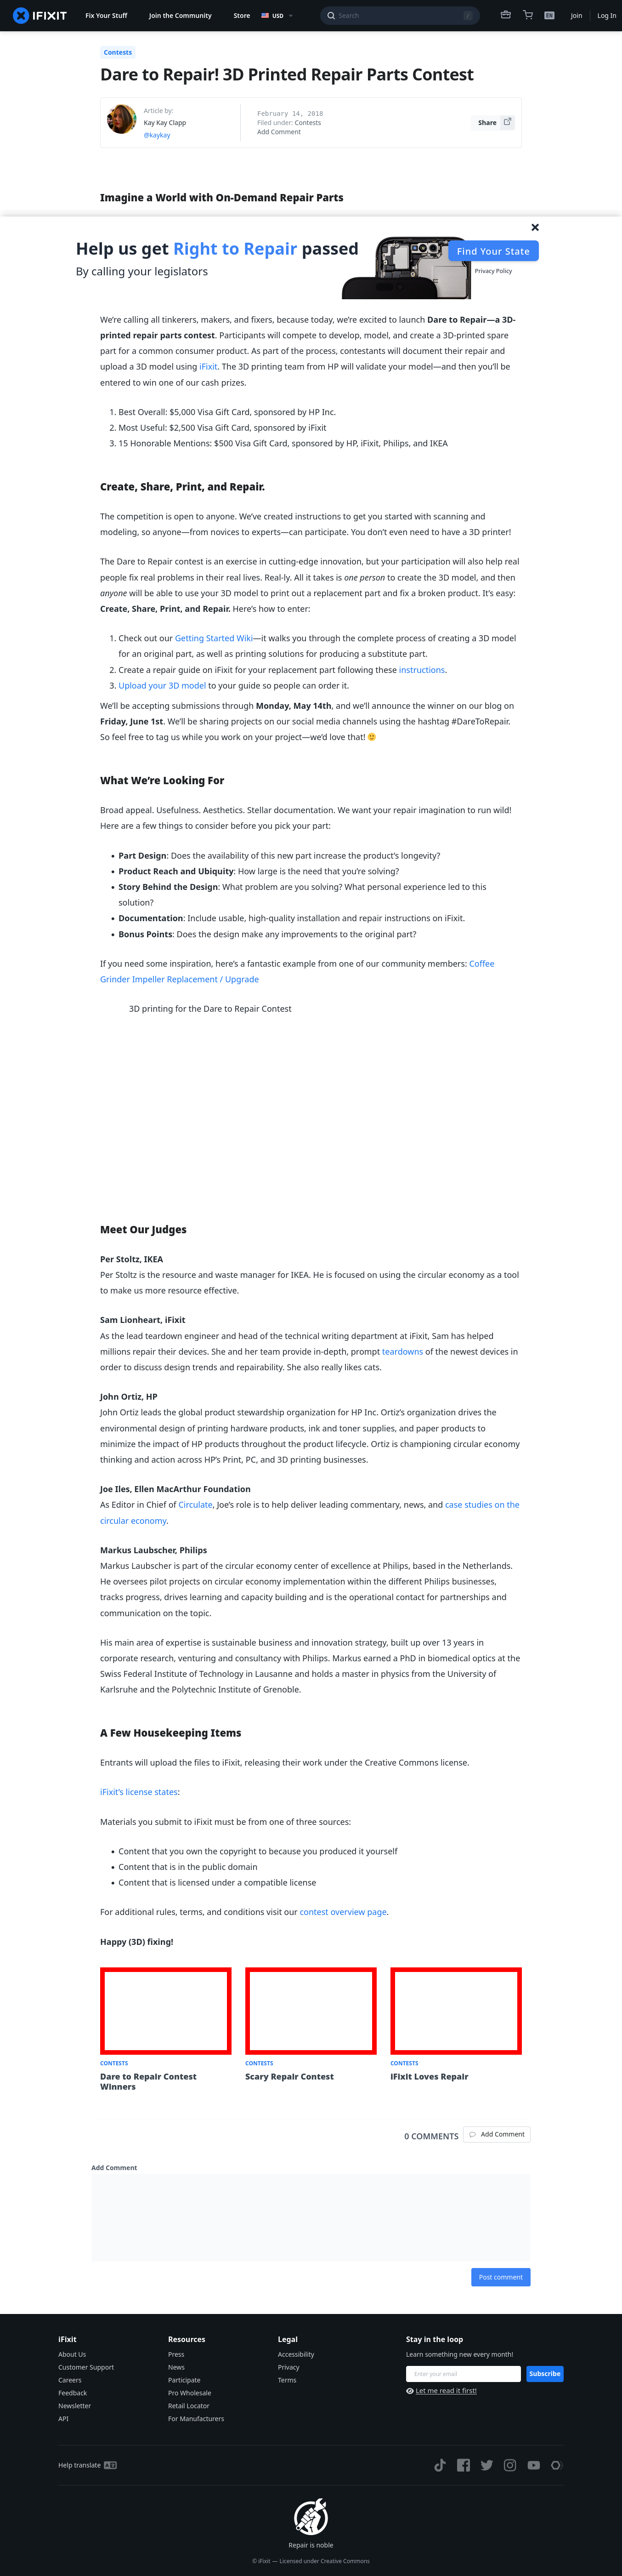 IFIXIT
Fix Your Stuff
Join the Community
Store
USD
Search
/
EN
Join
Log In
Contests
Dare to Repair! 3D Printed Repair Parts Contest
Article by:
Kay Kay Clapp
@kaykay
February 14, 2018
Filed under: Contests
Add Comment
Share
Imagine a World with On-Demand Repair Parts
Help us get Right to Repair passed
By calling your legislators
Find Your State
Privacy Policy
We're calling all tinkerers, makers, and fixers, because today, we're excited to launch Dare to Repair—a 3D-
printed repair parts contest. Participants will compete to develop, model, and create a 3D-printed spare
part for a common consumer product. As part of the process, contestants will document their repair and
upload a 3D model using iFixit. The 3D printing team from HP will validate your model—and then you'll be
entered to win one of our cash prizes.
1. Best Overall: $5,000 Visa Gift Card, sponsored by HP Inc.
2. Most Useful: $2,500 Visa Gift Card, sponsored by iFixit
3. 15 Honorable Mentions: $500 Visa Gift Card, sponsored by HP, iFixit, Philips, and IKEA
Create, Share, Print, and Repair.
The competition is open to anyone. We've created instructions to get you started with scanning and
modeling, so anyone—from novices to experts—can participate. You don't even need to have a 3D printer!
The Dare to Repair contest is an exercise in cutting-edge innovation, but your participation will also help real
people fix real problems in their real lives. Real-ly. All it takes is one person to create the 3D model, and then
anyone will be able to use your 3D model to print out a replacement part and fix a broken product. It's easy:
Create, Share, Print, and Repair. Here's how to enter:
1. Check out our Getting Started Wiki—it walks you through the complete process of creating a 3D model
for an original part, as well as printing solutions for producing a substitute part.
2. Create a repair guide on iFixit for your replacement part following these instructions.
3. Upload your 3D model to your guide so people can order it.
We'll be accepting submissions through Monday, May 14th, and we'll announce the winner on our blog on
Friday, June 1st. We'll be sharing projects on our social media channels using the hashtag #DareToRepair.
So feel free to tag us while you work on your project—we'd love that! 🙂
What We're Looking For
Broad appeal. Usefulness. Aesthetics. Stellar documentation. We want your repair imagination to run wild!
Here are a few things to consider before you pick your part:
• Part Design: Does the availability of this new part increase the product's longevity?
• Product Reach and Ubiquity: How large is the need that you're solving?
• Story Behind the Design: What problem are you solving? What personal experience led to this
solution?
• Documentation: Include usable, high-quality installation and repair instructions on iFixit.
• Bonus Points: Does the design make any improvements to the original part?
If you need some inspiration, here's a fantastic example from one of our community members: Coffee
Grinder Impeller Replacement / Upgrade
3D printing for the Dare to Repair Contest
Meet Our Judges
Per Stoltz, IKEA
Per Stoltz is the resource and waste manager for IKEA. He is focused on using the circular economy as a tool
to make us more resource effective.
Sam Lionheart, iFixit
As the lead teardown engineer and head of the technical writing department at iFixit, Sam has helped
millions repair their devices. She and her team provide in-depth, prompt teardowns of the newest devices in
order to discuss design trends and repairability. She also really likes cats.
John Ortiz, HP
John Ortiz leads the global product stewardship organization for HP Inc. Ortiz's organization drives the
environmental design of printing hardware products, ink and toner supplies, and paper products to
minimize the impact of HP products throughout the product lifecycle. Ortiz is championing circular economy
thinking and action across HP's Print, PC, and 3D printing businesses.
Joe Iles, Ellen MacArthur Foundation
As Editor in Chief of Circulate, Joe's role is to help deliver leading commentary, news, and case studies on the
circular economy.
Markus Laubscher, Philips
Markus Laubscher is part of the circular economy center of excellence at Philips, based in the Netherlands.
He oversees pilot projects on circular economy implementation within the different Philips businesses,
tracks progress, drives learning and capacity building and is the operational contact for partnerships and
communication on the topic.
His main area of expertise is sustainable business and innovation strategy, built up over 13 years in
corporate research, venturing and consultancy with Philips. Markus earned a PhD in biomedical optics at the
Swiss Federal Institute of Technology in Lausanne and holds a master in physics from the University of
Karlsruhe and the Polytechnic Institute of Grenoble.
A Few Housekeeping Items
Entrants will upload the files to iFixit, releasing their work under the Creative Commons license.
iFixit's license states:
Materials you submit to iFixit must be from one of three sources:
• Content that you own the copyright to because you produced it yourself
• Content that is in the public domain
• Content that is licensed under a compatible license
For additional rules, terms, and conditions visit our contest overview page.
Happy (3D) fixing!
CONTESTS
Dare to Repair Contest
Winners
CONTESTS
Scary Repair Contest
CONTESTS
iFixit Loves Repair
0 COMMENTS
Add Comment
Add Comment
Post comment
iFixit
About Us
Customer Support
Careers
Feedback
Newsletter
API
Resources
Press
News
Participate
Pro Wholesale
Retail Locator
For Manufacturers
Legal
Accessibility
Privacy
Terms
Stay in the loop
Learn something new every month!
Enter your email
Subscribe
Let me read it first!
Help translate
Repair is noble
© iFixit — Licensed under Creative Commons